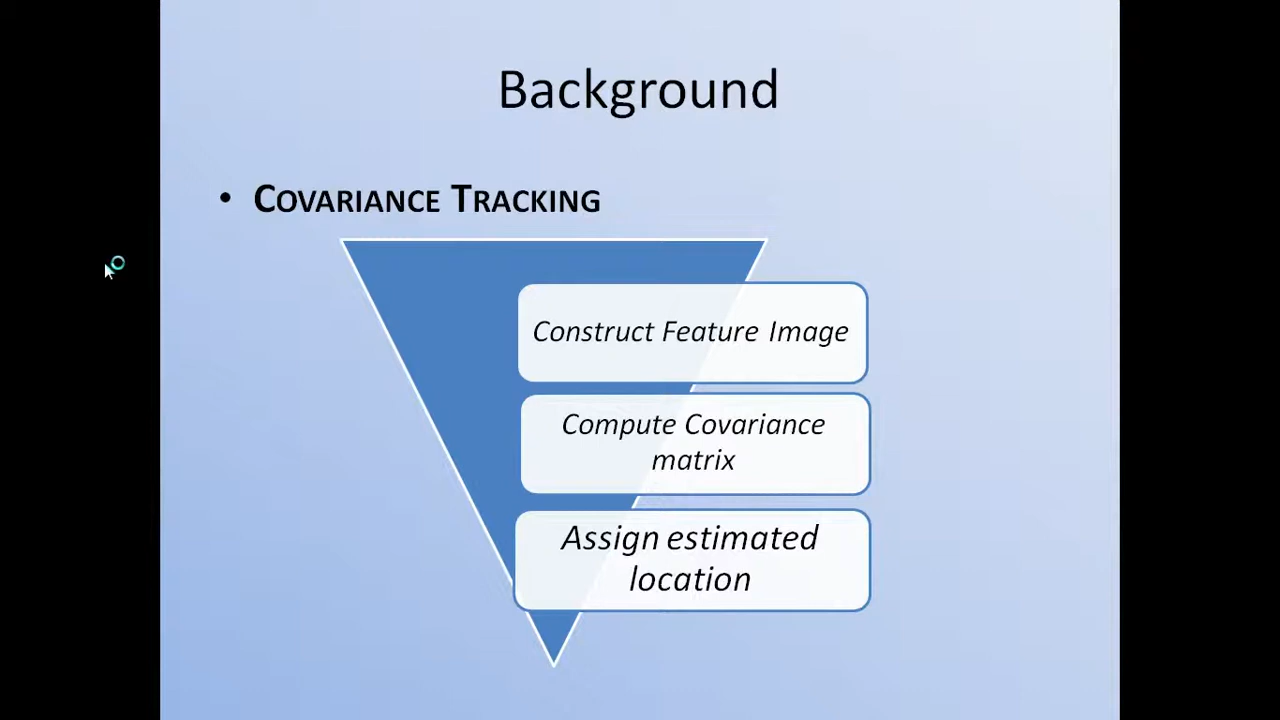 Background
• COVARIANCE TRACKING
Construct Feature Image
Compute Covariance
matrix
Assign estimated
location